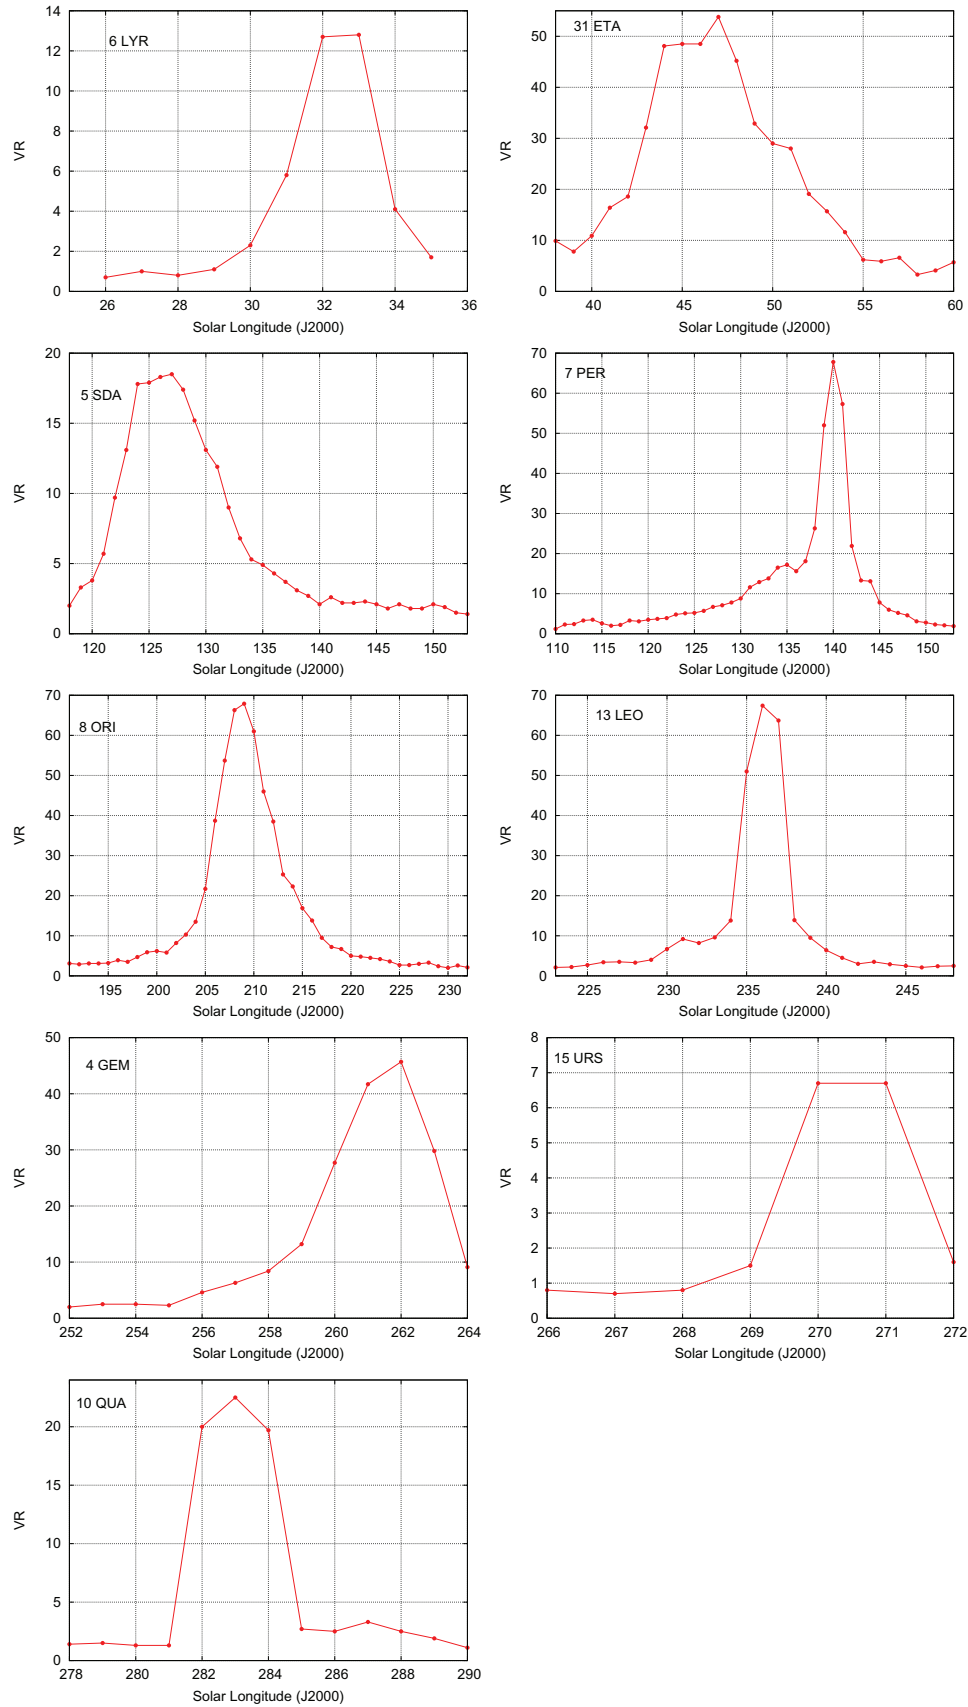 6 LYR
VR
14
12
10
8
6
4
2
0
26 28 30 32 34 36
Solar Longitude (J2000)
31 ETA
VR
50
40
30
20
10
0
40 45 50 55 60
Solar Longitude (J2000)
5 SDA
VR
20
15
10
5
0
120 125 130 135 140 145 150
Solar Longitude (J2000)
7 PER
VR
70
60
50
40
30
20
10
0
110 115 120 125 130 135 140 145 150
Solar Longitude (J2000)
8 ORI
VR
70
60
50
40
30
20
10
0
195 200 205 210 215 220 225 230
Solar Longitude (J2000)
13 LEO
VR
70
60
50
40
30
20
10
0
225 230 235 240 245
Solar Longitude (J2000)
4 GEM
VR
50
40
30
20
10
0
252 254 256 258 260 262 264
Solar Longitude (J2000)
15 URS
VR
8
7
6
5
4
3
2
1
0
266 267 268 269 270 271 272
Solar Longitude (J2000)
10 QUA
VR
20
15
10
5
0
278 280 282 284 286 288 290
Solar Longitude (J2000)